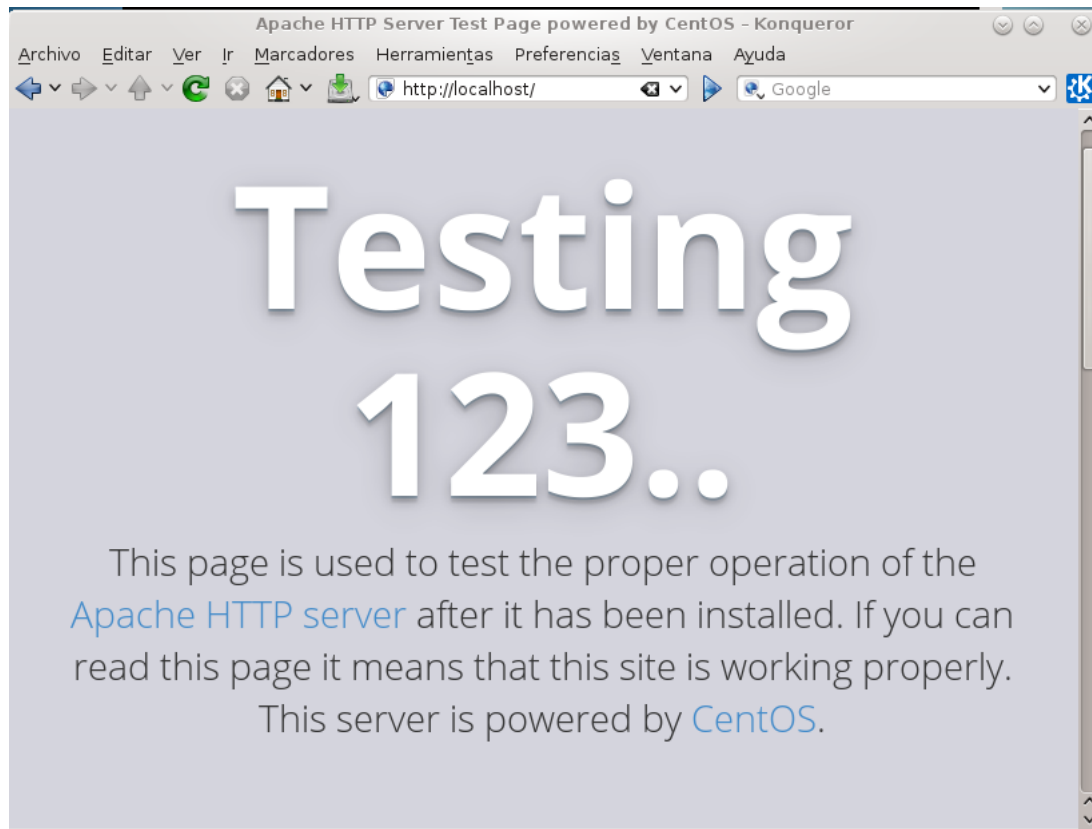 Apache HTTP Server Test Page powered by CentOS – Konqueror
Archivo Editar Ver Ir Marcadores Herramientas Preferencias Ventana Ayuda
http://localhost/ Google
Testing
123..
This page is used to test the proper operation of the
Apache HTTP server after it has been installed. If you can
read this page it means that this site is working properly.
This server is powered by CentOS.